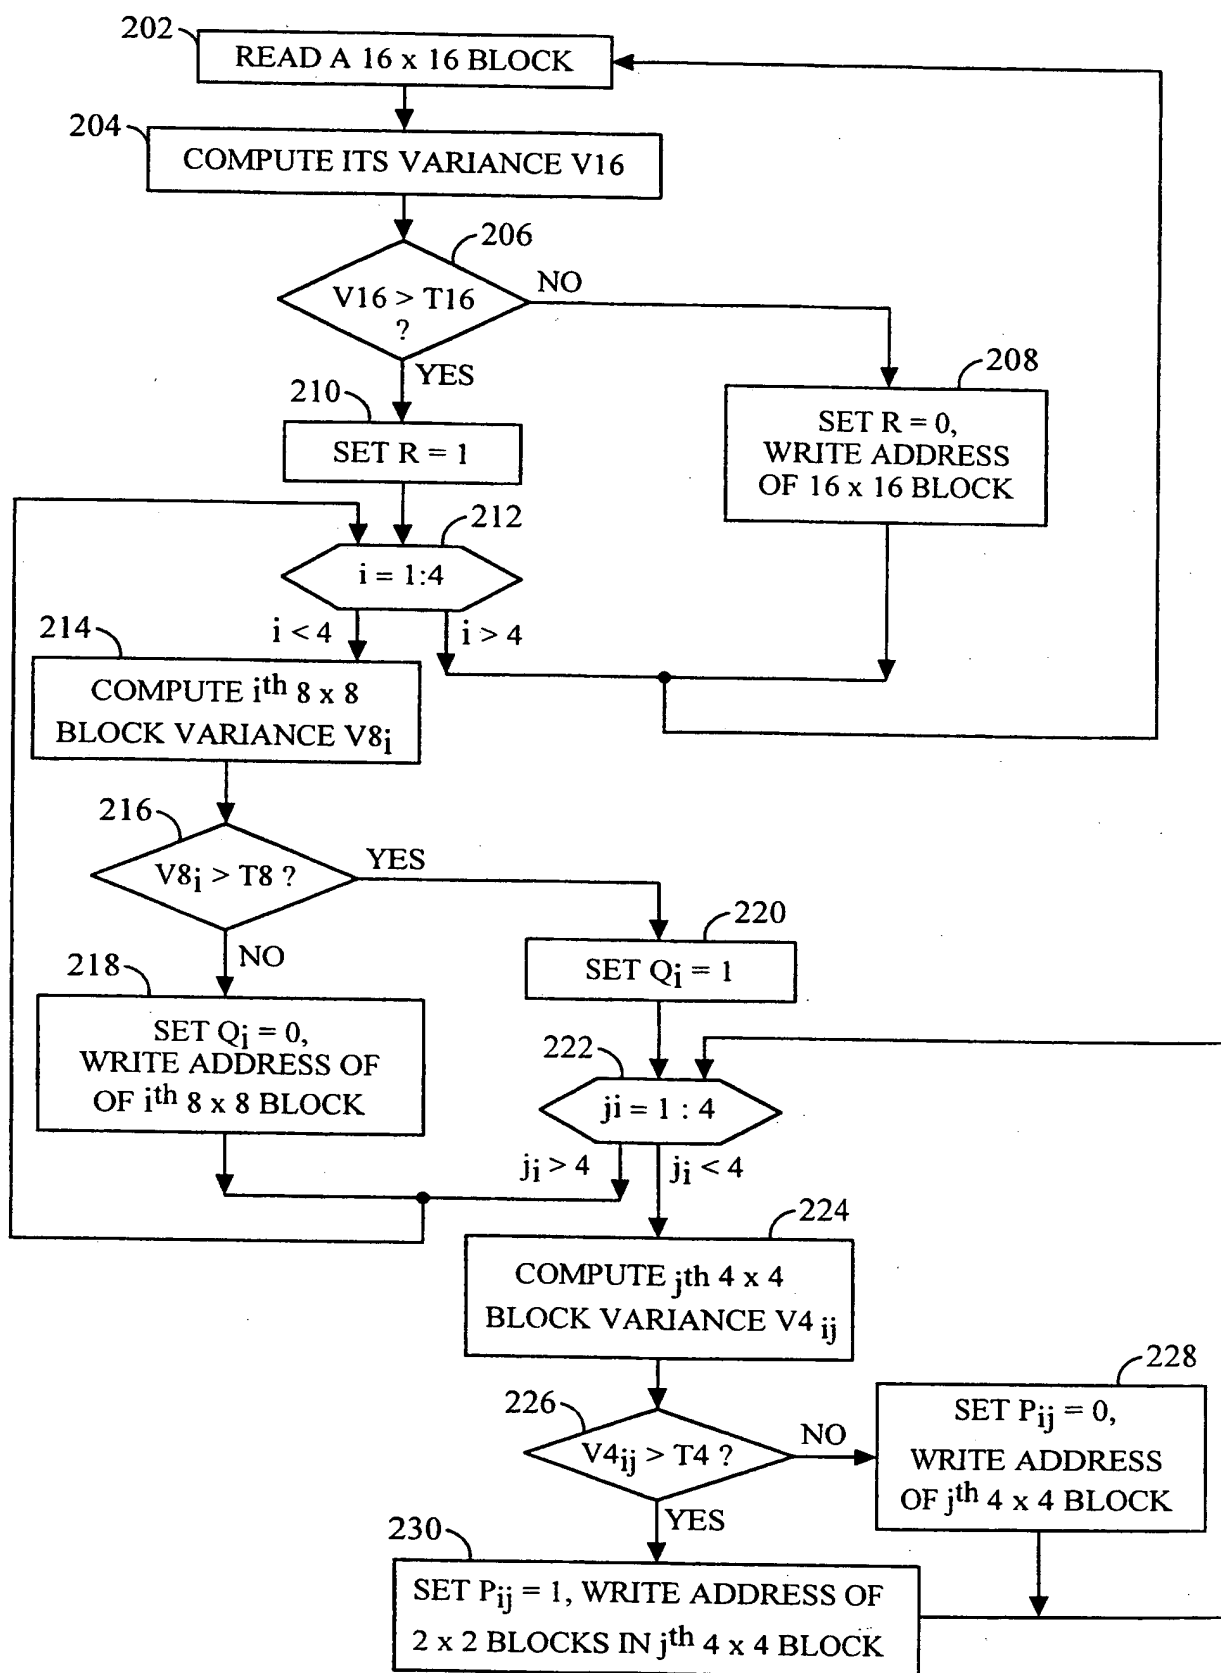 202
READ A 16 x 16 BLOCK
204
COMPUTE ITS VARIANCE V16
206
V16 > T16
?
NO
YES
208
SET R = 0,
WRITE ADDRESS
OF 16 x 16 BLOCK
210
SET R = 1
212
i = 1:4
i < 4
i > 4
214
COMPUTE ith 8 x 8
BLOCK VARIANCE V8i
216
V8i > T8 ?
YES
NO
218
SET Qi = 0,
WRITE ADDRESS OF
OF ith 8 x 8 BLOCK
220
SET Qi = 1
222
ji = 1 : 4
ji > 4
ji < 4
224
COMPUTE jth 4 x 4
BLOCK VARIANCE V4 ij
226
V4ij > T4 ?
NO
YES
228
SET Pij = 0,
WRITE ADDRESS
OF jth 4 x 4 BLOCK
230
SET Pij = 1, WRITE ADDRESS OF
2 x 2 BLOCKS IN jth 4 x 4 BLOCK